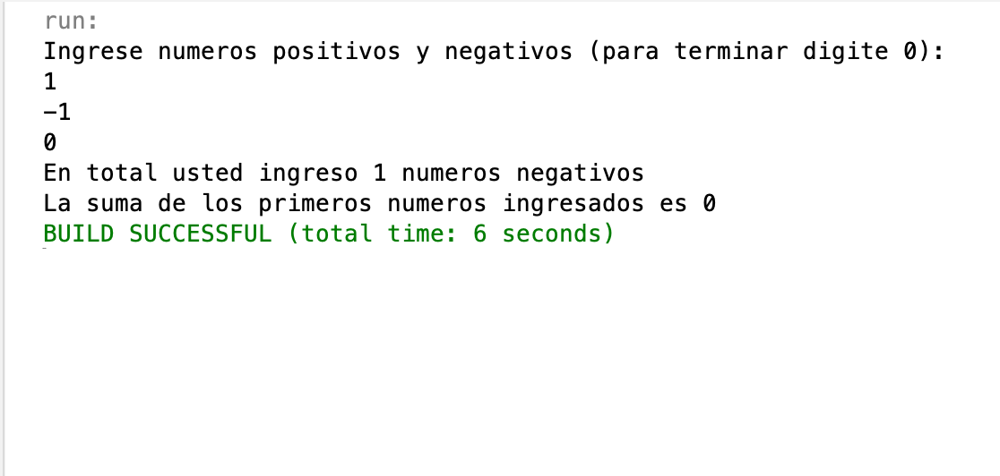 run:
Ingrese numeros positivos y negativos (para terminar digite 0):
1
-1
0
En total usted ingreso 1 numeros negativos
La suma de los primeros numeros ingresados es 0
BUILD SUCCESSFUL (total time: 6 seconds)